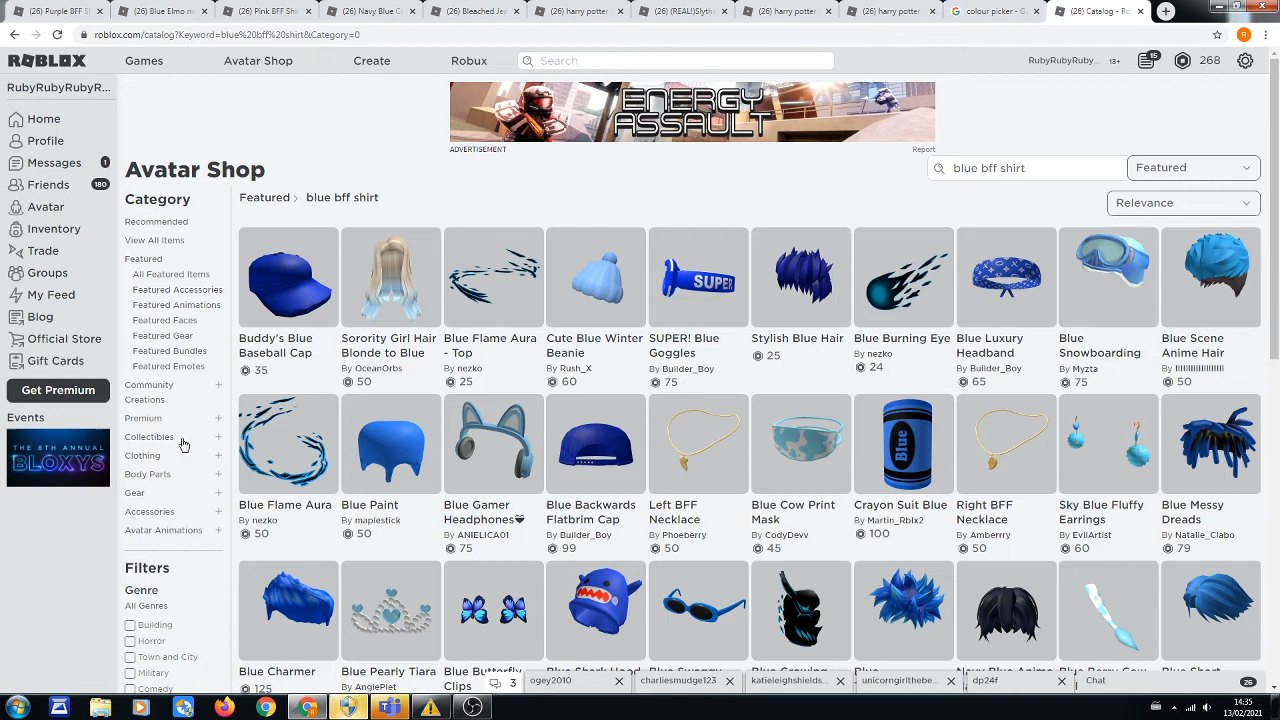 (26) Purple BFF S
(26) Blue Elmo m
(26) Pink BFF Shi
(26) Navy Blue C
(26) Bleached Je
(26) harry potter
(26) (REAL!)Slyth
(26) harry potter
(26) harry potter
colour picker - G
(26) Catalog - Ro
roblox.com/catalog?Keyword=blue%20bff%20shirt&Category=0
ROBLOX
Games
Avatar Shop
Create
Robux
Search
RubyRubyRuby...
13+
15
268
RubyRubyRubyR...
Home
Profile
Messages
1
Friends
180
Avatar
Inventory
Trade
Groups
My Feed
Blog
Official Store
Gift Cards
Get Premium
Events
THE 8TH ANNUAL
BLOXYS
ENERGY
ASSAULT
ADVERTISEMENT
Report
Avatar Shop
blue bff shirt
Featured
Category
Recommended
View All Items
Featured
All Featured Items
Featured Accessories
Featured Animations
Featured Faces
Featured Gear
Featured Bundles
Featured Emotes
Community +
Creations
Premium +
Collectibles +
Clothing +
Body Parts +
Gear +
Accessories +
Avatar Animations +
Filters
Genre
All Genres
Building
Horror
Town and City
Military
Comedy
Featured › blue bff shirt
Relevance
SUPER
Buddy's Blue
Baseball Cap
35
Sorority Girl Hair
Blonde to Blue
By OceanOrbs
50
Blue Flame Aura
- Top
By nezko
25
Cute Blue Winter
Beanie
By Rush_X
60
SUPER! Blue
Goggles
By Builder_Boy
75
Stylish Blue Hair
25
Blue Burning Eye
By nezko
24
Blue Luxury
Headband
By Builder_Boy
65
Blue
Snowboarding
By Myzta
75
Blue Scene
Anime Hair
50
Blue Flame Aura
By nezko
50
Blue Paint
By maplestick
50
Blue Gamer
Headphones🖤
By ANIELICA01
75
Blue Backwards
Flatbrim Cap
By Builder_Boy
99
Left BFF
Necklace
By Phoeberry
50
Blue Cow Print
Mask
By CodyDevv
45
Blue
Crayon Suit Blue
By Martin_Rblx2
100
Right BFF
Necklace
By Amberrry
50
Sky Blue Fluffy
Earrings
By EvilArtist
60
Blue Messy
Dreads
By Natalie_Ciabo
79
Blue Charmer
125
Blue Pearly Tiara
By AnglePlet
Blue Butterfly
Clips
3
ogey2010
charliesmudge123
katieleighshields...
unicorngirlthebe...
dp24f
Chat
26
14:35
13/02/2021